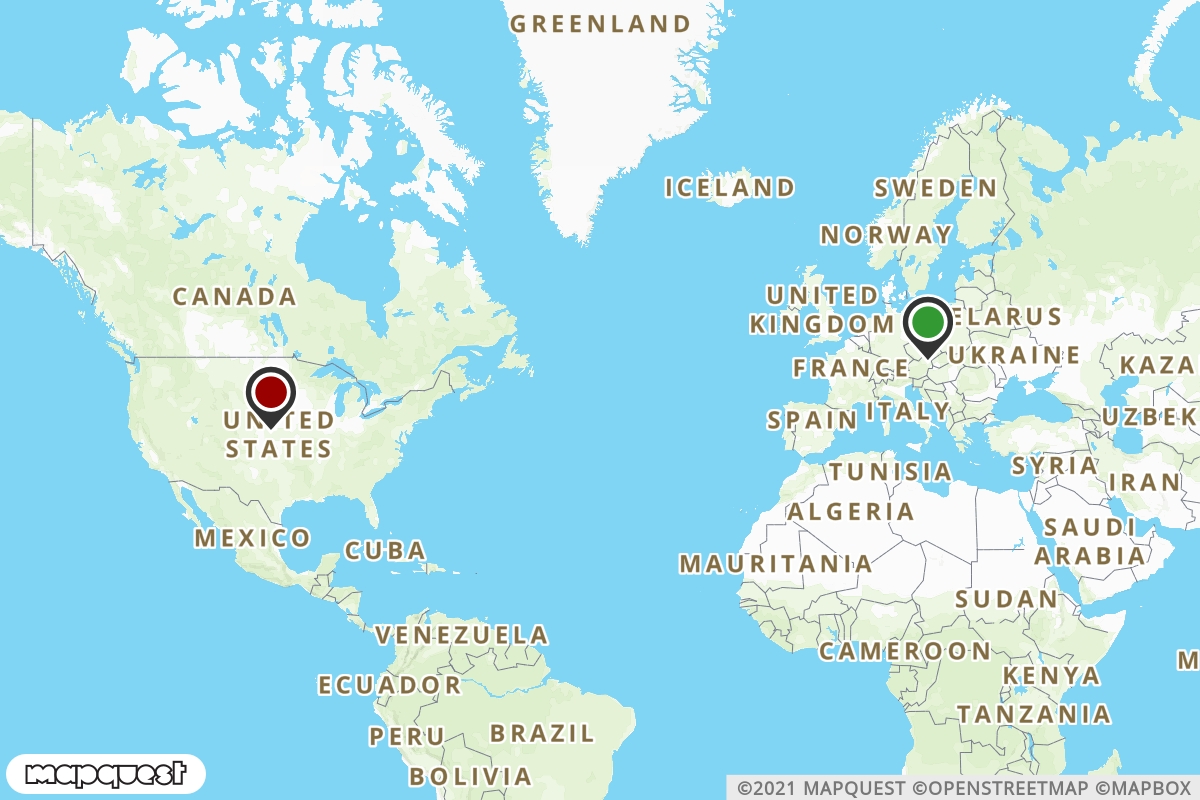 GREENLAND
ICELAND
SWEDEN
NORWAY
CANADA
UNITED
KINGDOM
ELARUS
UKRAINE
FRANCE
KAZA
UNITED
STATES
SPAIN
ITALY
UZBEK
TUNISIA
SYRIA
IRAN
ALGERIA
MEXICO
CUBA
SAUDI
ARABIA
MAURITANIA
SUDAN
VENEZUELA
CAMEROON
M
KENYA
ECUADOR
TANZANIA
PERU
BRAZIL
BOLIVIA
mapquest
©2021 MAPQUEST ©OPENSTREETMAP ©MAPBOX